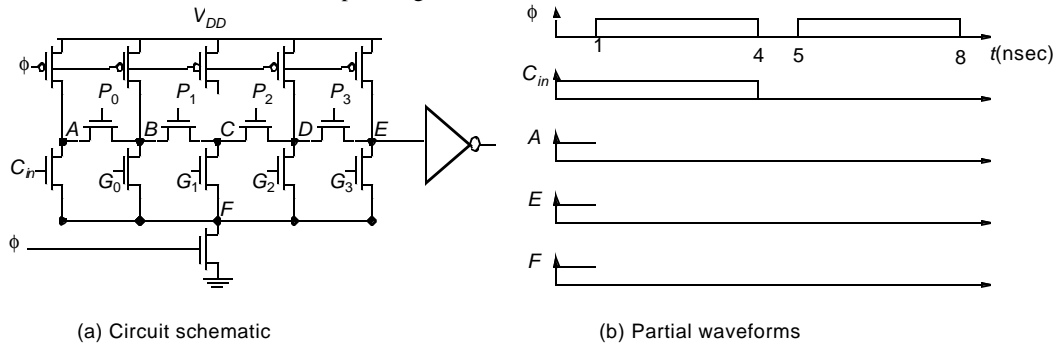 V_DD
ϕ
P_0 P_1 P_2 P_3
A B C D E
C_in G_0 G_1 G_2 G_3
F
ϕ
(a) Circuit schematic
ϕ
1 4 5 8 t(nsec)
C_in
A
E
F
(b) Partial waveforms